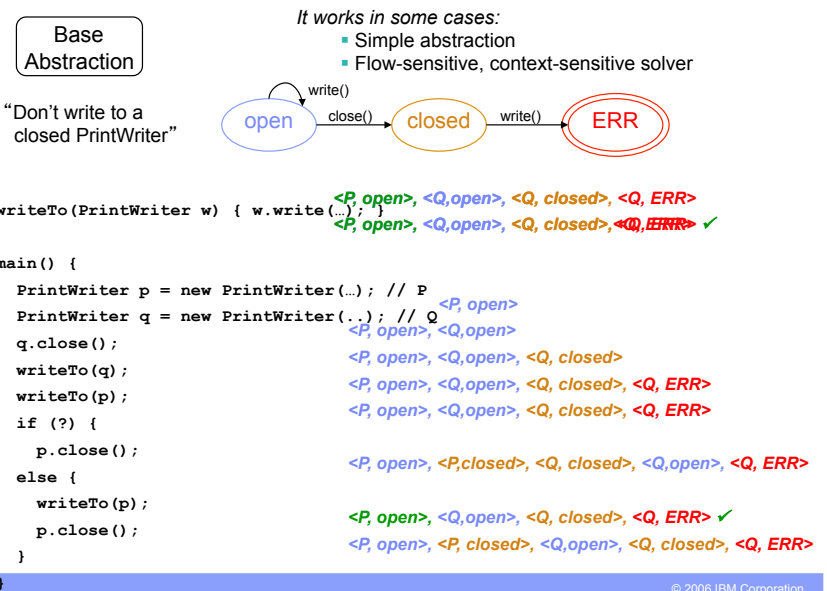 It works in some cases:
Base
Abstraction
▪ Simple abstraction
▪ Flow-sensitive, context-sensitive solver
write()
“Don’t write to a
closed PrintWriter”
open
close()
closed
write()
ERR
<P, open>, <Q,open>, <Q, closed>, <Q, ERR>
writeTo(PrintWriter w) { w.write(…); }
<P, open>, <Q,open>, <Q, closed>, <Q, ERR> ✓
main() {
PrintWriter p = new PrintWriter(…); // P
<P, open>
PrintWriter q = new PrintWriter(..); // Q
<P, open>, <Q,open>
q.close();
<P, open>, <Q,open>, <Q, closed>
writeTo(q);
<P, open>, <Q,open>, <Q, closed>, <Q, ERR>
writeTo(p);
<P, open>, <Q,open>, <Q, closed>, <Q, ERR>
if (?) {
p.close();
<P, open>, <P,closed>, <Q, closed>, <Q,open>, <Q, ERR>
else {
writeTo(p);
<P, open>, <Q,open>, <Q, closed>, <Q, ERR> ✓
p.close();
<P, open>, <P, closed>, <Q,open>, <Q, closed>, <Q, ERR>
}
}
© 2006 IBM Corporation